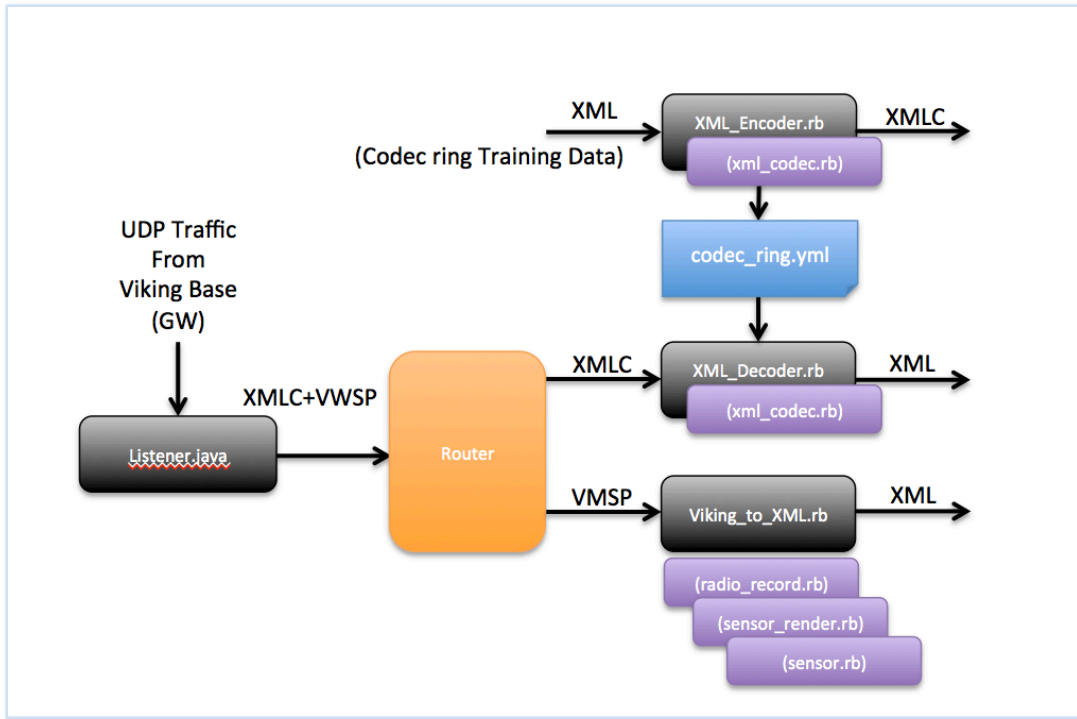 XML
XML_Encoder.rb
XMLC
(Codec ring Training Data)
(xml_codec.rb)
UDP Traffic
From
Viking Base
(GW)
codec_ring.yml
XMLC+VWSP
XMLC
XML_Decoder.rb
XML
(xml_codec.rb)
Listener.java
Router
VMSP
Viking_to_XML.rb
XML
(radio_record.rb)
(sensor_render.rb)
(sensor.rb)